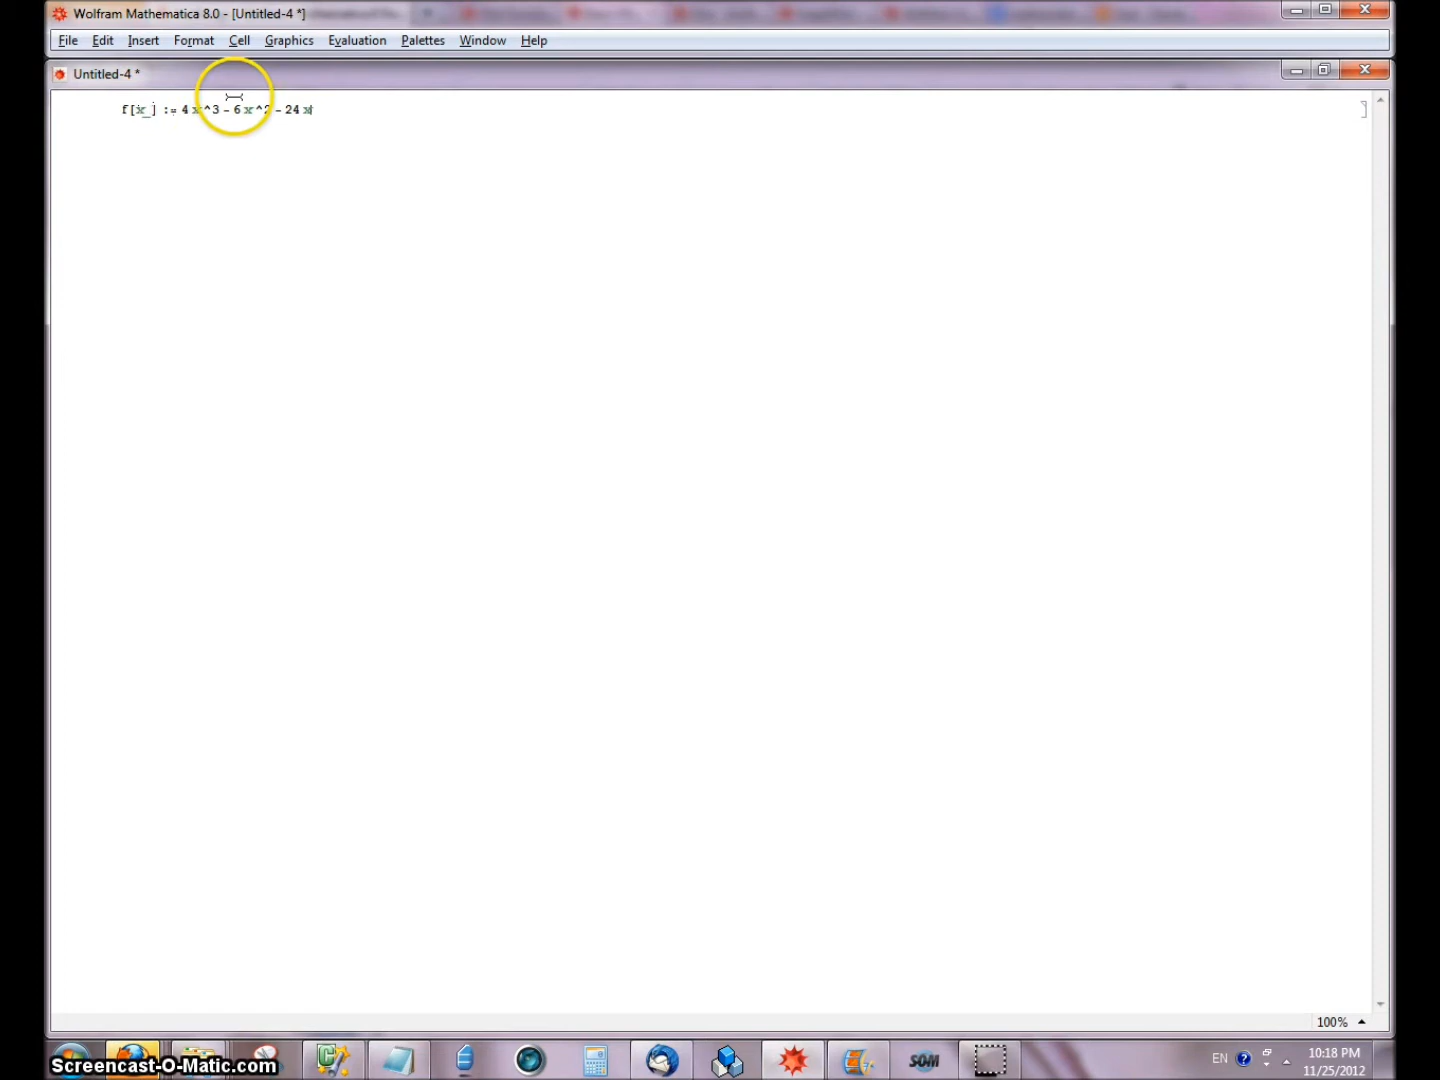 Wolfram Mathematica 8.0 - [Untitled-4 *]
File Edit Insert Format Cell Graphics Evaluation Palettes Window Help
Untitled-4 *
f[x_] := 4 x^3 - 6 x^2 - 24 x
100%
SOM
EN
10:18 PM
11/25/2012
Screencast-O-Matic.com